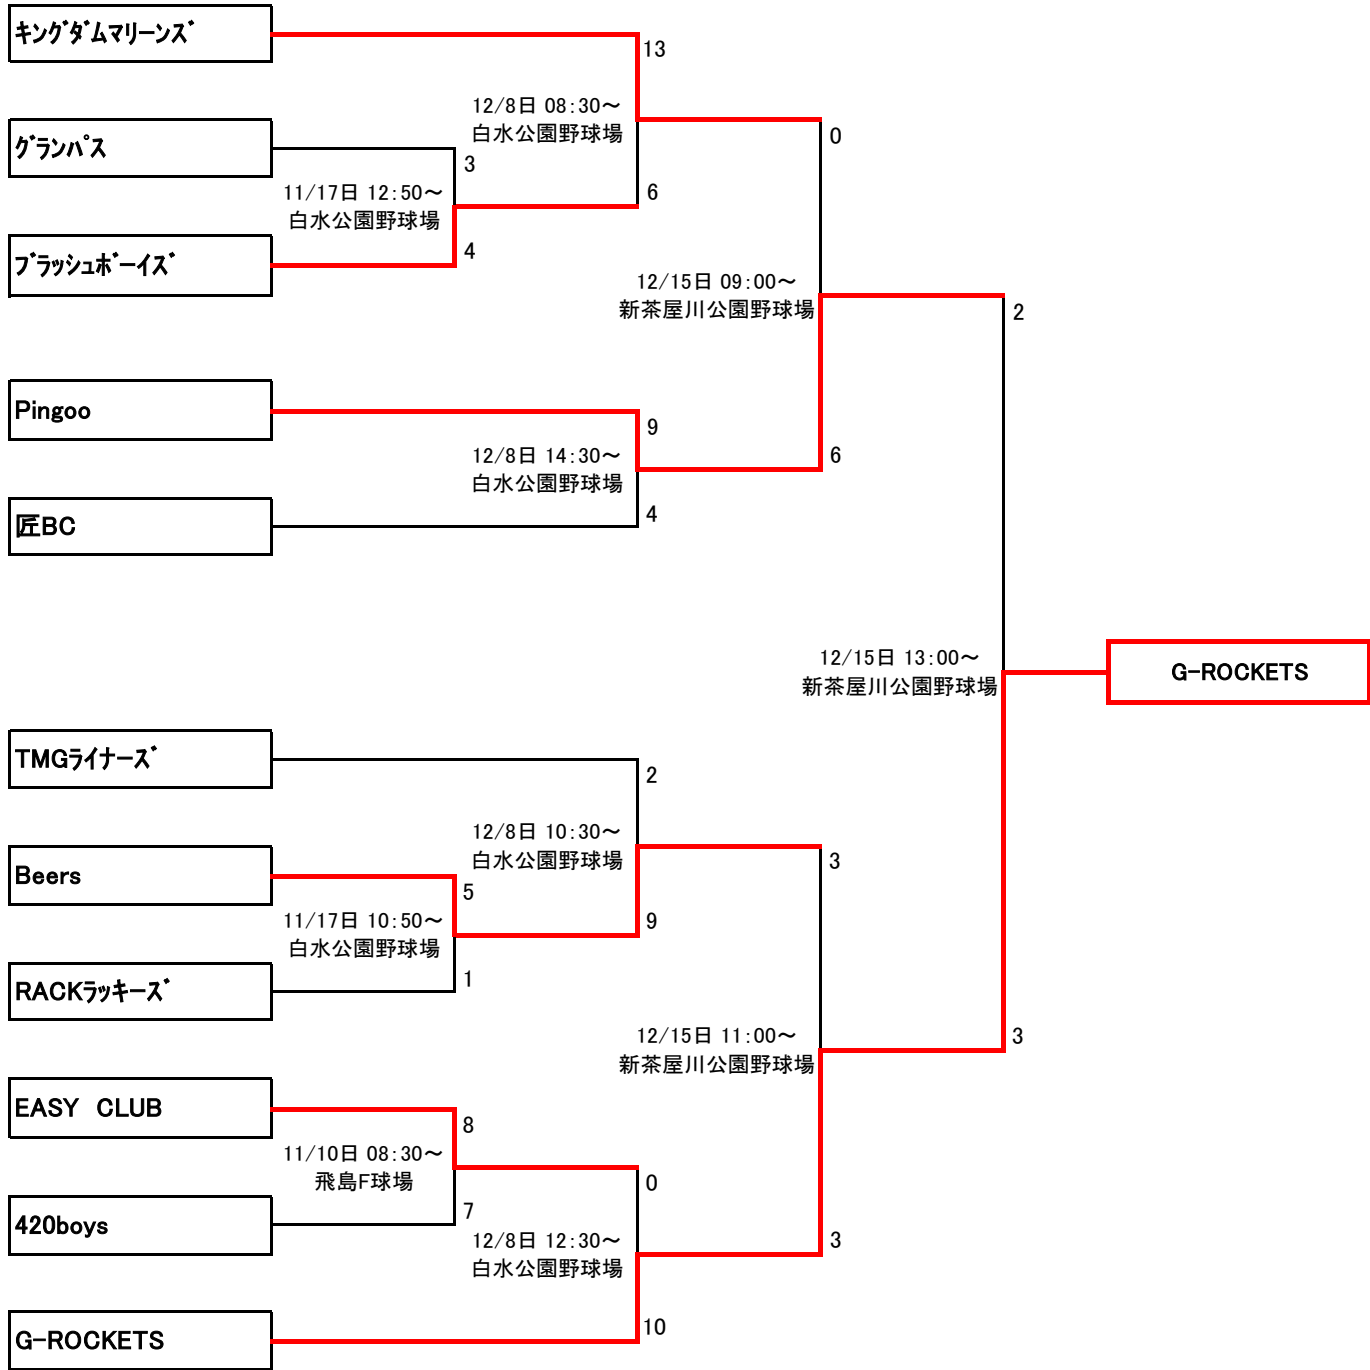 キングダムマリーンズ
13
12/8日 08:30～
白水公園野球場
0
グランパス
3
11/17日 12:50～
白水公園野球場
6
ブラッシュボーイズ
4
12/15日 09:00～
新茶屋川公園野球場
2
Pingoo
9
12/8日 14:30～
白水公園野球場
6
匠BC
4
12/15日 13:00～
新茶屋川公園野球場
G-ROCKETS
TMGライナーズ
2
12/8日 10:30～
白水公園野球場
3
Beers
5
11/17日 10:50～
白水公園野球場
9
RACKラッキーズ
1
12/15日 11:00～
新茶屋川公園野球場
3
EASY　CLUB
8
11/10日 08:30～
飛島F球場
0
420boys
7
12/8日 12:30～
白水公園野球場
3
G-ROCKETS
10